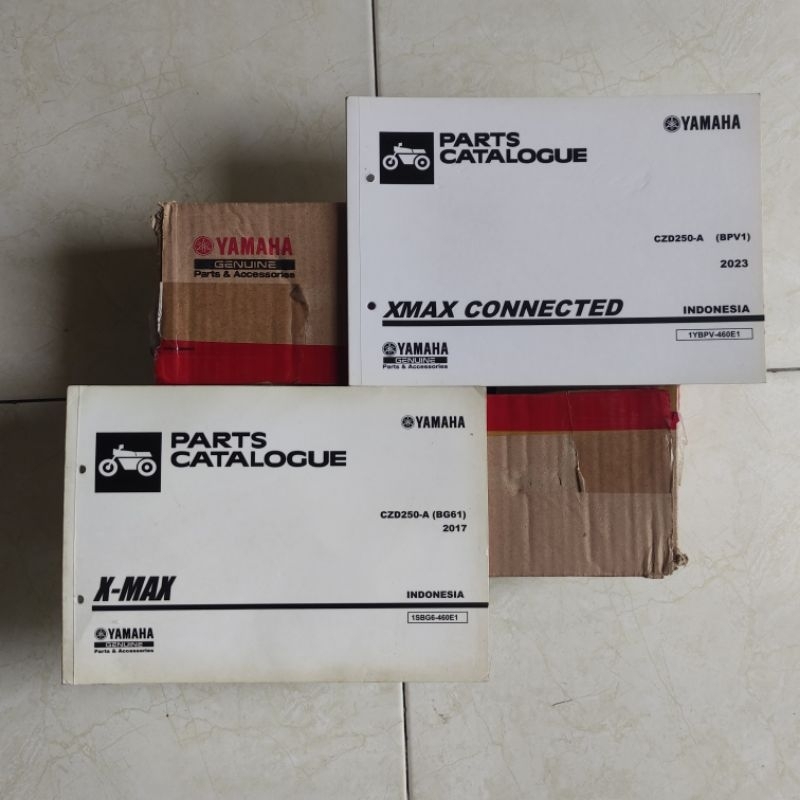 PARTS
CATALOGUE
YAMAHA
CZD250-A (BPV1)
2023
XMAX CONNECTED
INDONESIA
1YBPV-460E1
YAMAHA
GENUINE
Parts & Accessories
YAMAHA
GENUINE
Parts & Accessories
PARTS
CATALOGUE
YAMAHA
CZD250-A (BG61)
2017
X-MAX
INDONESIA
1SBG6-460E1
YAMAHA
GENUINE
Parts & Accessories